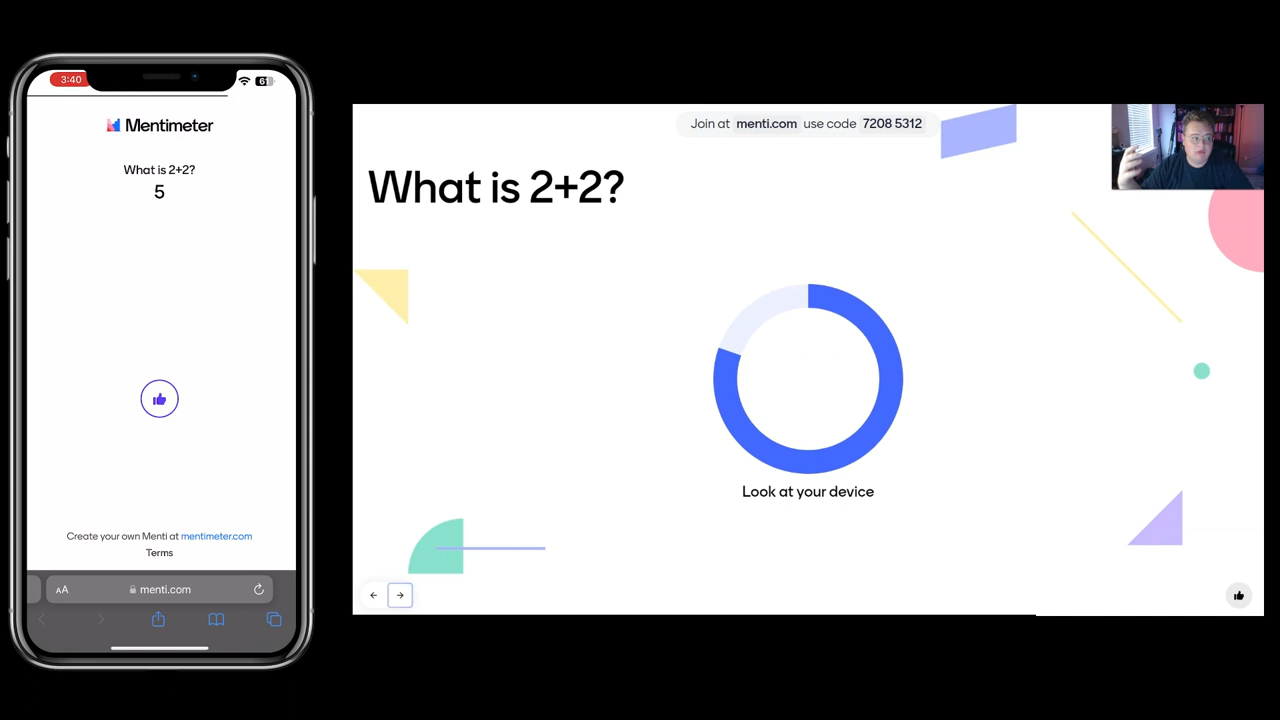 3:40
Mentimeter
What is 2+2?
5
Create your own Menti at mentimeter.com
Terms
AA
menti.com
Join at menti.com use code 7208 5312
What is 2+2?
Look at your device